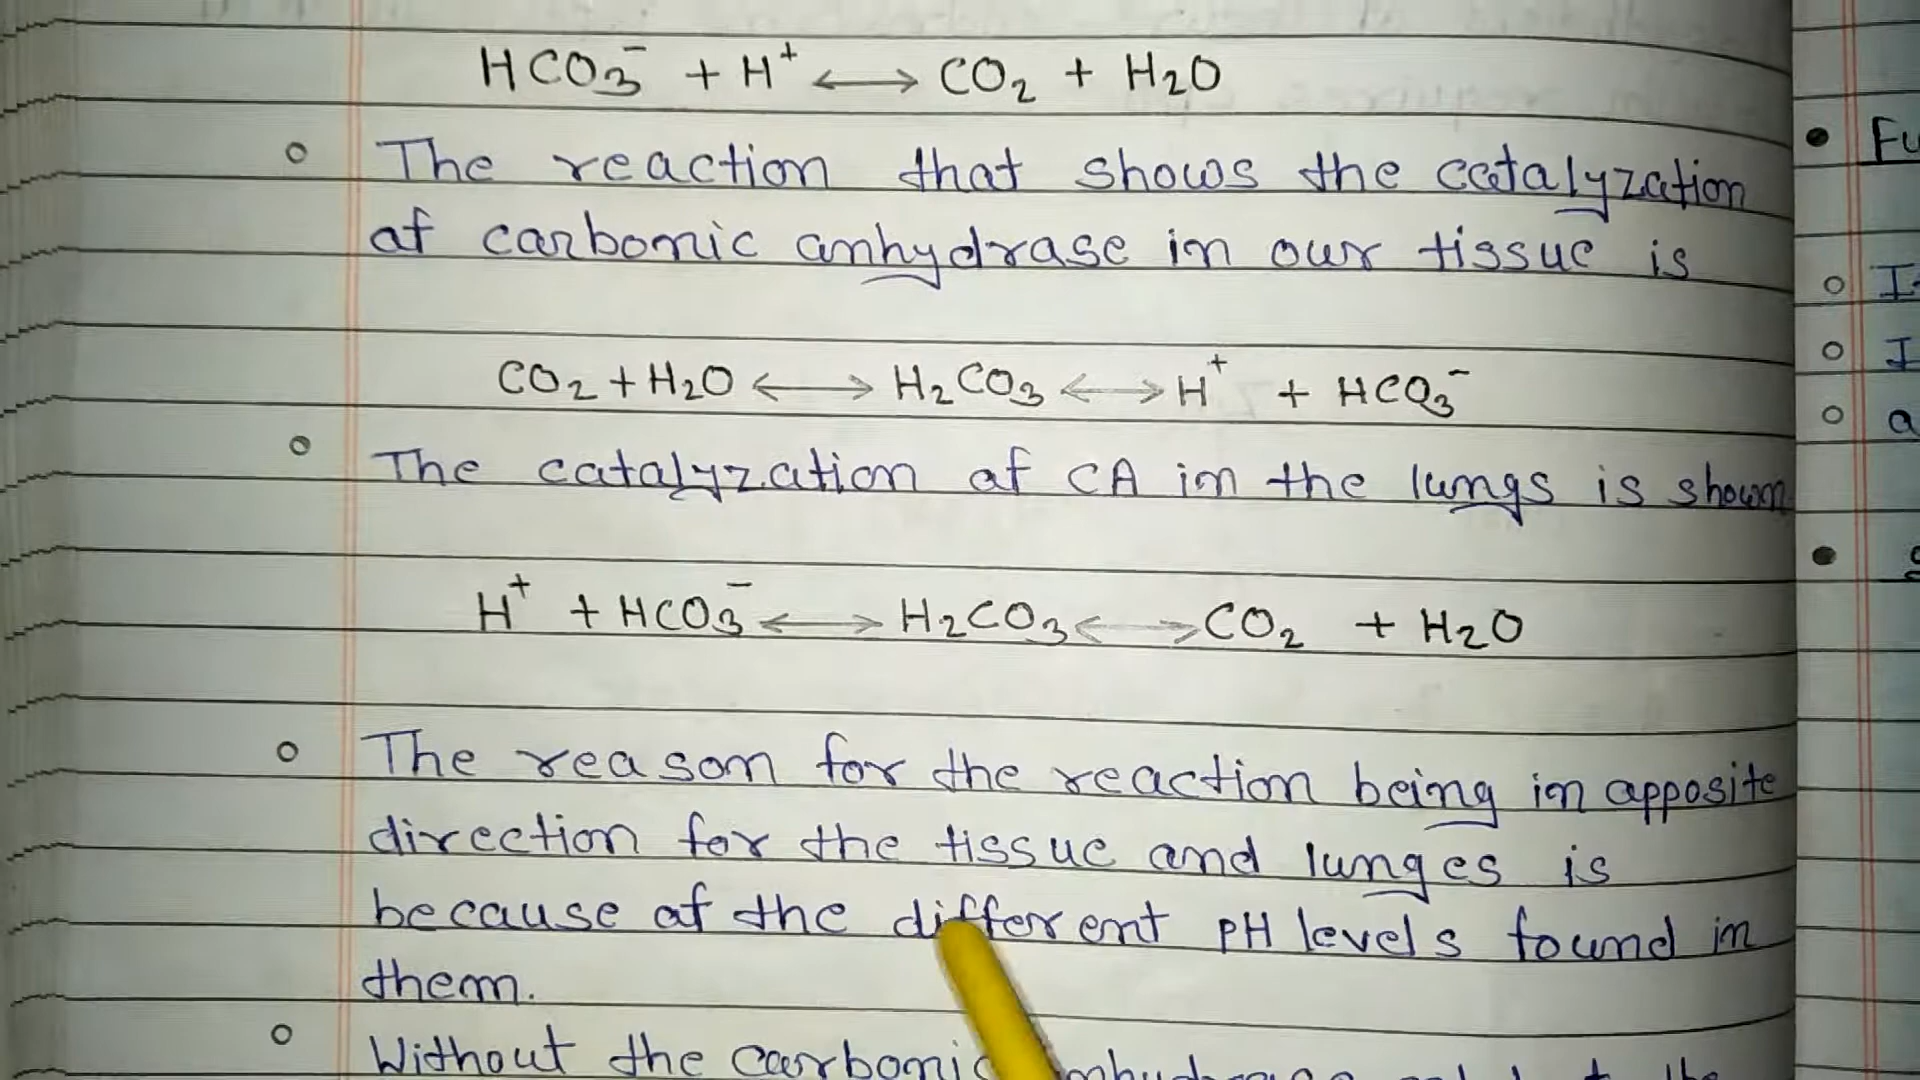 HCO₃⁻ + H⁺ ⟷ CO₂ + H₂O
The reaction that shows the catalyzation
of carbonic anhydrase in our tissue is
CO₂ + H₂O ⟷ H₂CO₃ ⟷ H⁺ + HCO₃⁻
The catalyzation of CA in the lungs is shown
H⁺ + HCO₃⁻ ⟷ H₂CO₃ ⟷ CO₂ + H₂O
The reason for the reaction being in apposite
direction for the tissue and lunges is
because of the different pH levels found in
them.
Without the carbonic
Fu
I
a